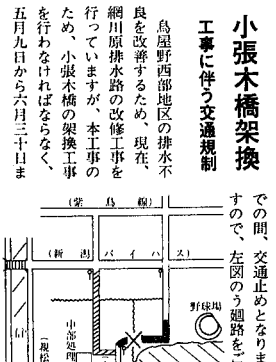 小張木橋架換
工事に伴う交通規制
鳥屋野西部地区の排水不
良を改善するため、現在、
網川原排水路の改修工事を
行っていますが、本工事の
ため、小張木橋の架換工事
を行わなければならなく、
五月九日から六月三十日ま
での間、交通止めとなりま
すので、左図のう廻路をご
(紫鳥線)
(新潟バイパス)
野球場
中部処理